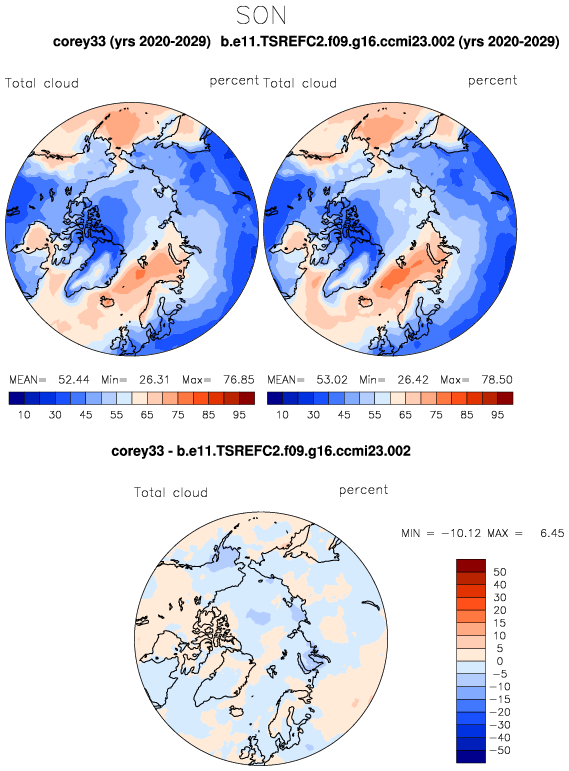 SON
corey33 (yrs 2020-2029) b.e11.TSREFC2.f09.g16.ccmi23.002 (yrs 2020-2029)
Total cloud percent Total cloud percent
MEAN= 52.44 Min= 26.31 Max= 76.85 MEAN= 53.02 Min= 26.42 Max= 78.50
10 30 45 55 65 75 85 95 10 30 45 55 65 75 85 95
corey33 - b.e11.TSREFC2.f09.g16.ccmi23.002
Total cloud percent
MIN = -10.12 MAX = 6.45
50
40
30
20
15
10
5
0
-5
-10
-15
-20
-30
-40
-50